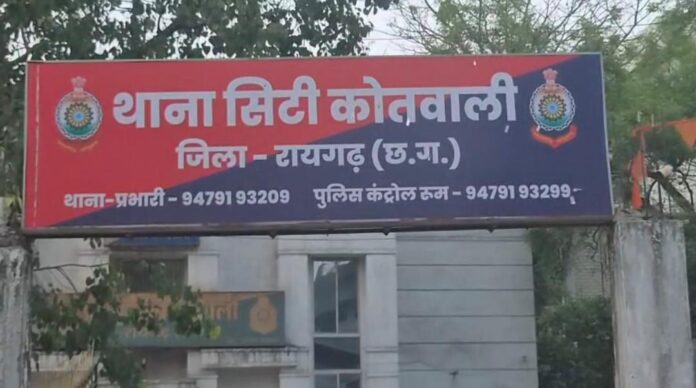 थाना सिटी कोतवाली
जिला - रायगढ़ (छ.ग.)
थाना-प्रभारी - 94791 93209 पुलिस कंट्रोल रूम - 94791 93299